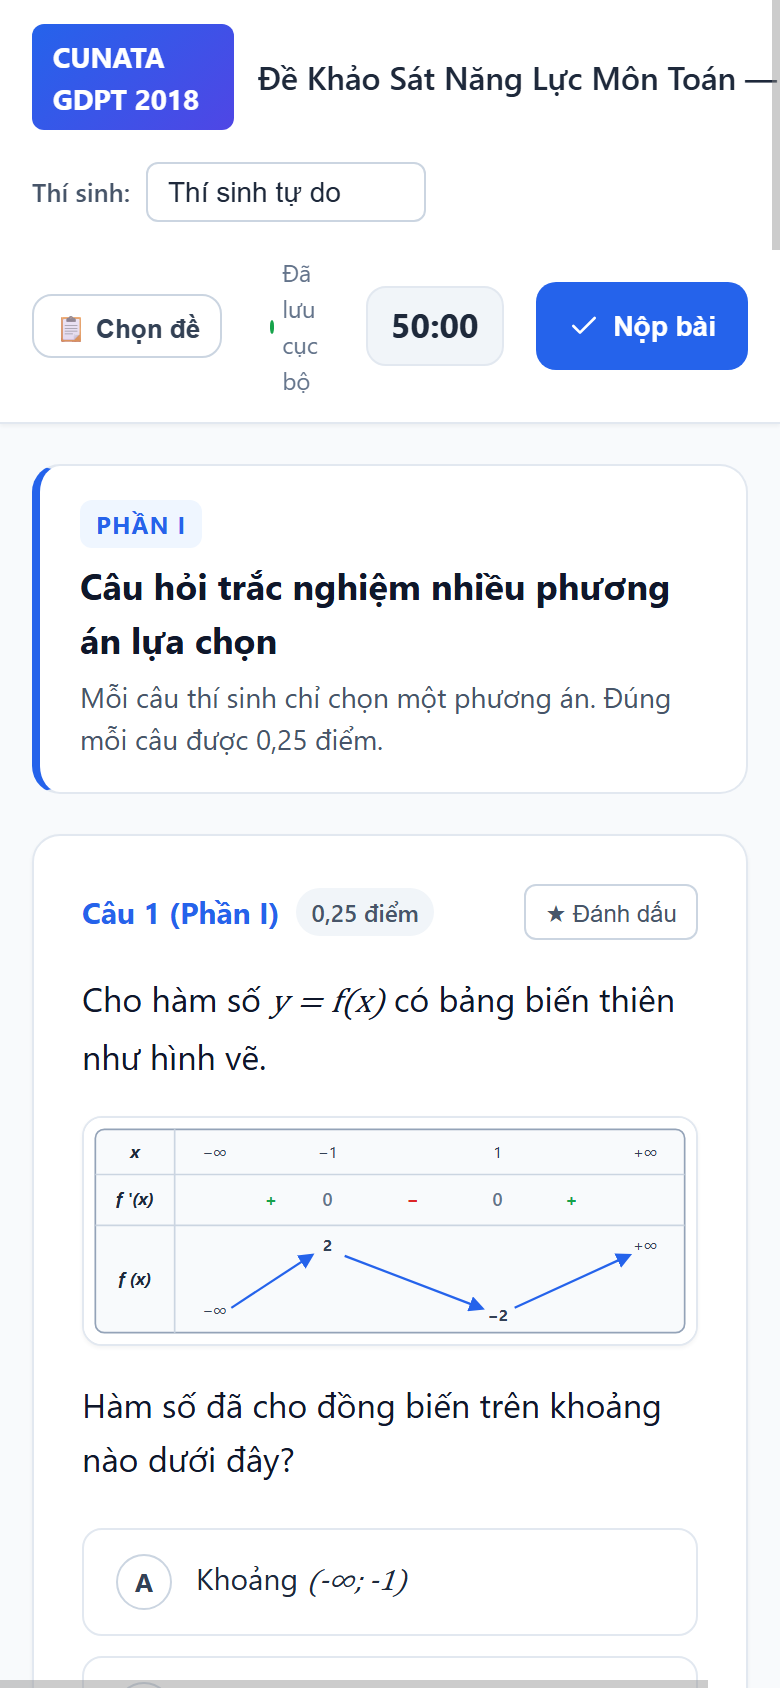 CUNATA
GDPT 2018
Đề Khảo Sát Năng Lực Môn Toán —
Thí sinh:
Thí sinh tự do
Chọn đề
Đã
lưu
cục
bộ
50:00
✓ Nộp bài
PHẦN I
Câu hỏi trắc nghiệm nhiều phương
án lựa chọn
Mỗi câu thí sinh chỉ chọn một phương án. Đúng
mỗi câu được 0,25 điểm.
Câu 1 (Phần I)
0,25 điểm
★ Đánh dấu
Cho hàm số y = f(x) có bảng biến thiên
như hình vẽ.
x −∞ −1 1 +∞
f '(x) + 0 − 0 +
f (x) −∞ 2 −2 +∞
Hàm số đã cho đồng biến trên khoảng
nào dưới đây?
A Khoảng (-∞; -1)